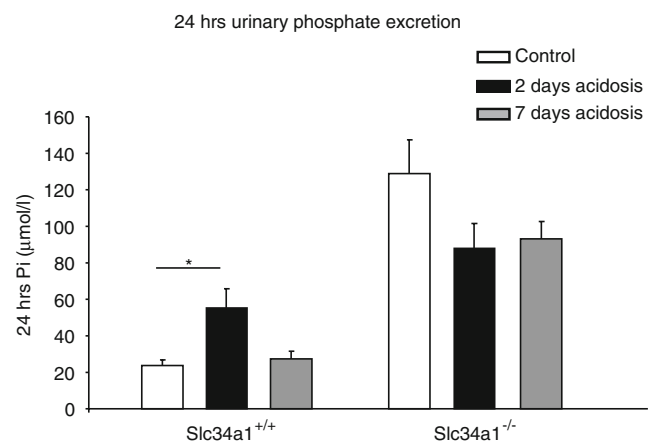 24 hrs urinary phosphate excretion
Control
2 days acidosis
7 days acidosis
24 hrs Pi (μmol/l)
160
140
120
100
80
60
40
20
0
*
Slc34a1+/+
Slc34a1-/-